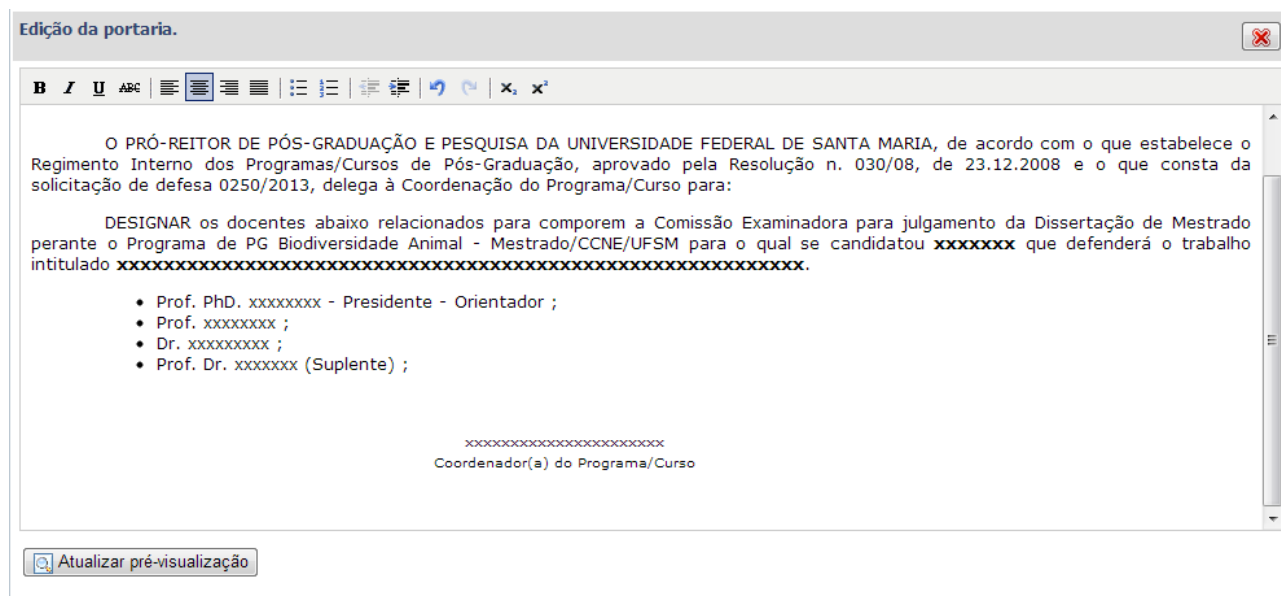 Edição da portaria.
B I U ABC x₂ x²
O PRÓ-REITOR DE PÓS-GRADUAÇÃO E PESQUISA DA UNIVERSIDADE FEDERAL DE SANTA MARIA, de acordo com o que estabelece o
Regimento Interno dos Programas/Cursos de Pós-Graduação, aprovado pela Resolução n. 030/08, de 23.12.2008 e o que consta da
solicitação de defesa 0250/2013, delega à Coordenação do Programa/Curso para:
DESIGNAR os docentes abaixo relacionados para comporem a Comissão Examinadora para julgamento da Dissertação de Mestrado
perante o Programa de PG Biodiversidade Animal - Mestrado/CCNE/UFSM para o qual se candidatou xxxxxxx que defenderá o trabalho
intitulado xxxxxxxxxxxxxxxxxxxxxxxxxxxxxxxxxxxxxxxxxxxxxxxxxxxxxxxxxxx.
• Prof. PhD. xxxxxxxx - Presidente - Orientador ;
• Prof. xxxxxxxx ;
• Dr. xxxxxxxxx ;
• Prof. Dr. xxxxxxx (Suplente) ;
xxxxxxxxxxxxxxxxxxxxxx
Coordenador(a) do Programa/Curso
Atualizar pré-visualização